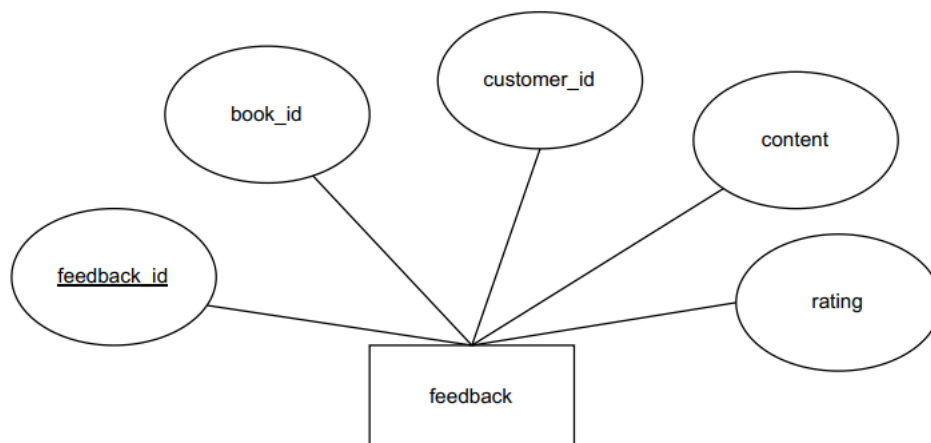 customer_id
book_id
content
feedback_id
rating
feedback